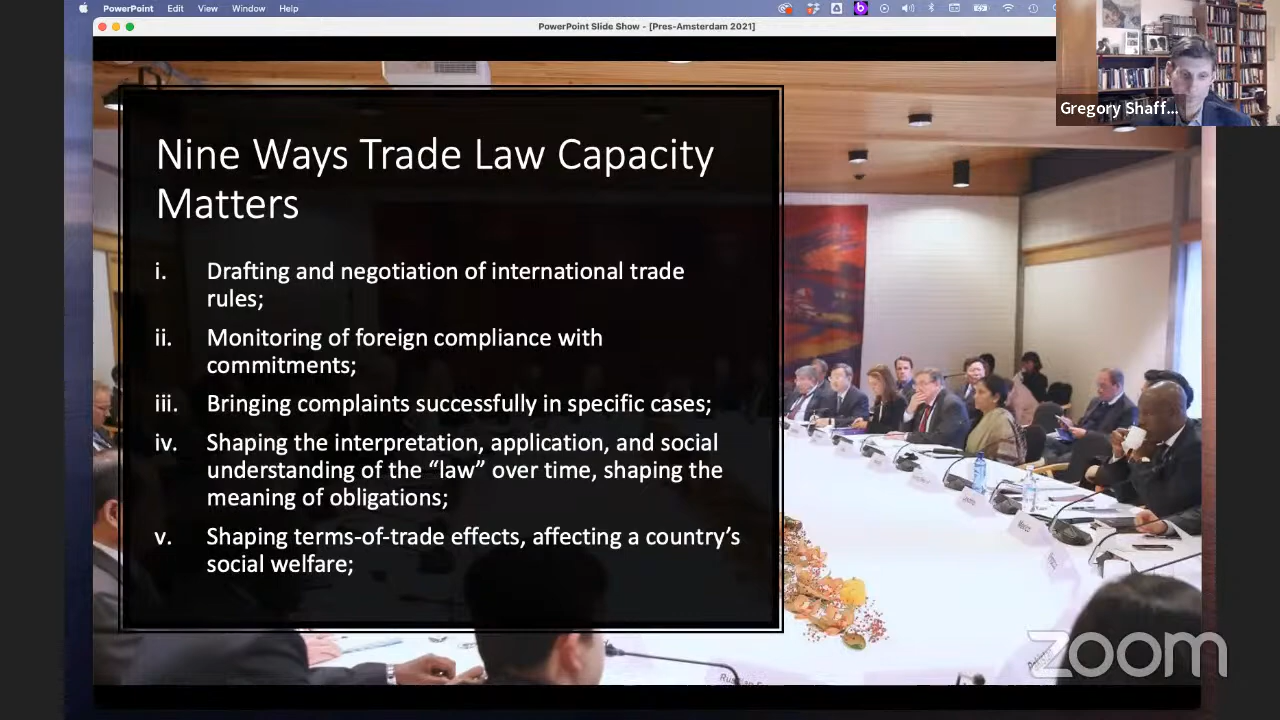 PowerPoint Edit View Window Help
PowerPoint Slide Show - [Pres-Amsterdam 2021]
Gregory Shaff...
Nine Ways Trade Law Capacity
Matters
i. Drafting and negotiation of international trade
rules;
ii. Monitoring of foreign compliance with
commitments;
iii. Bringing complaints successfully in specific cases;
iv. Shaping the interpretation, application, and social
understanding of the “law” over time, shaping the
meaning of obligations;
v. Shaping terms-of-trade effects, affecting a country’s
social welfare;
zoom